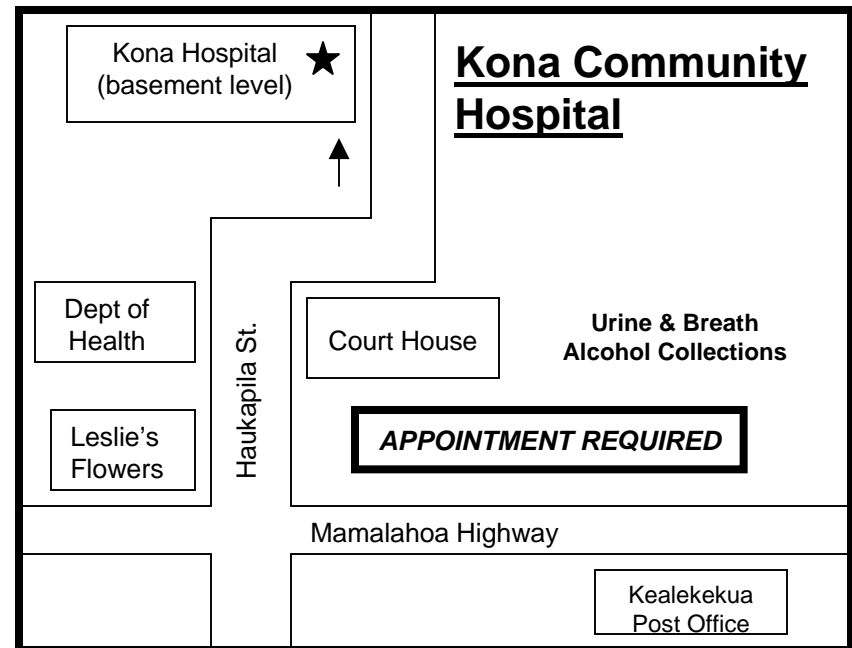 Kona Hospital
(basement level)
Kona Community
Hospital
Dept of
Health
Haukapila St.
Court House
Urine & Breath
Alcohol Collections
Leslie's
Flowers
APPOINTMENT REQUIRED
Mamalahoa Highway
Kealekekua
Post Office